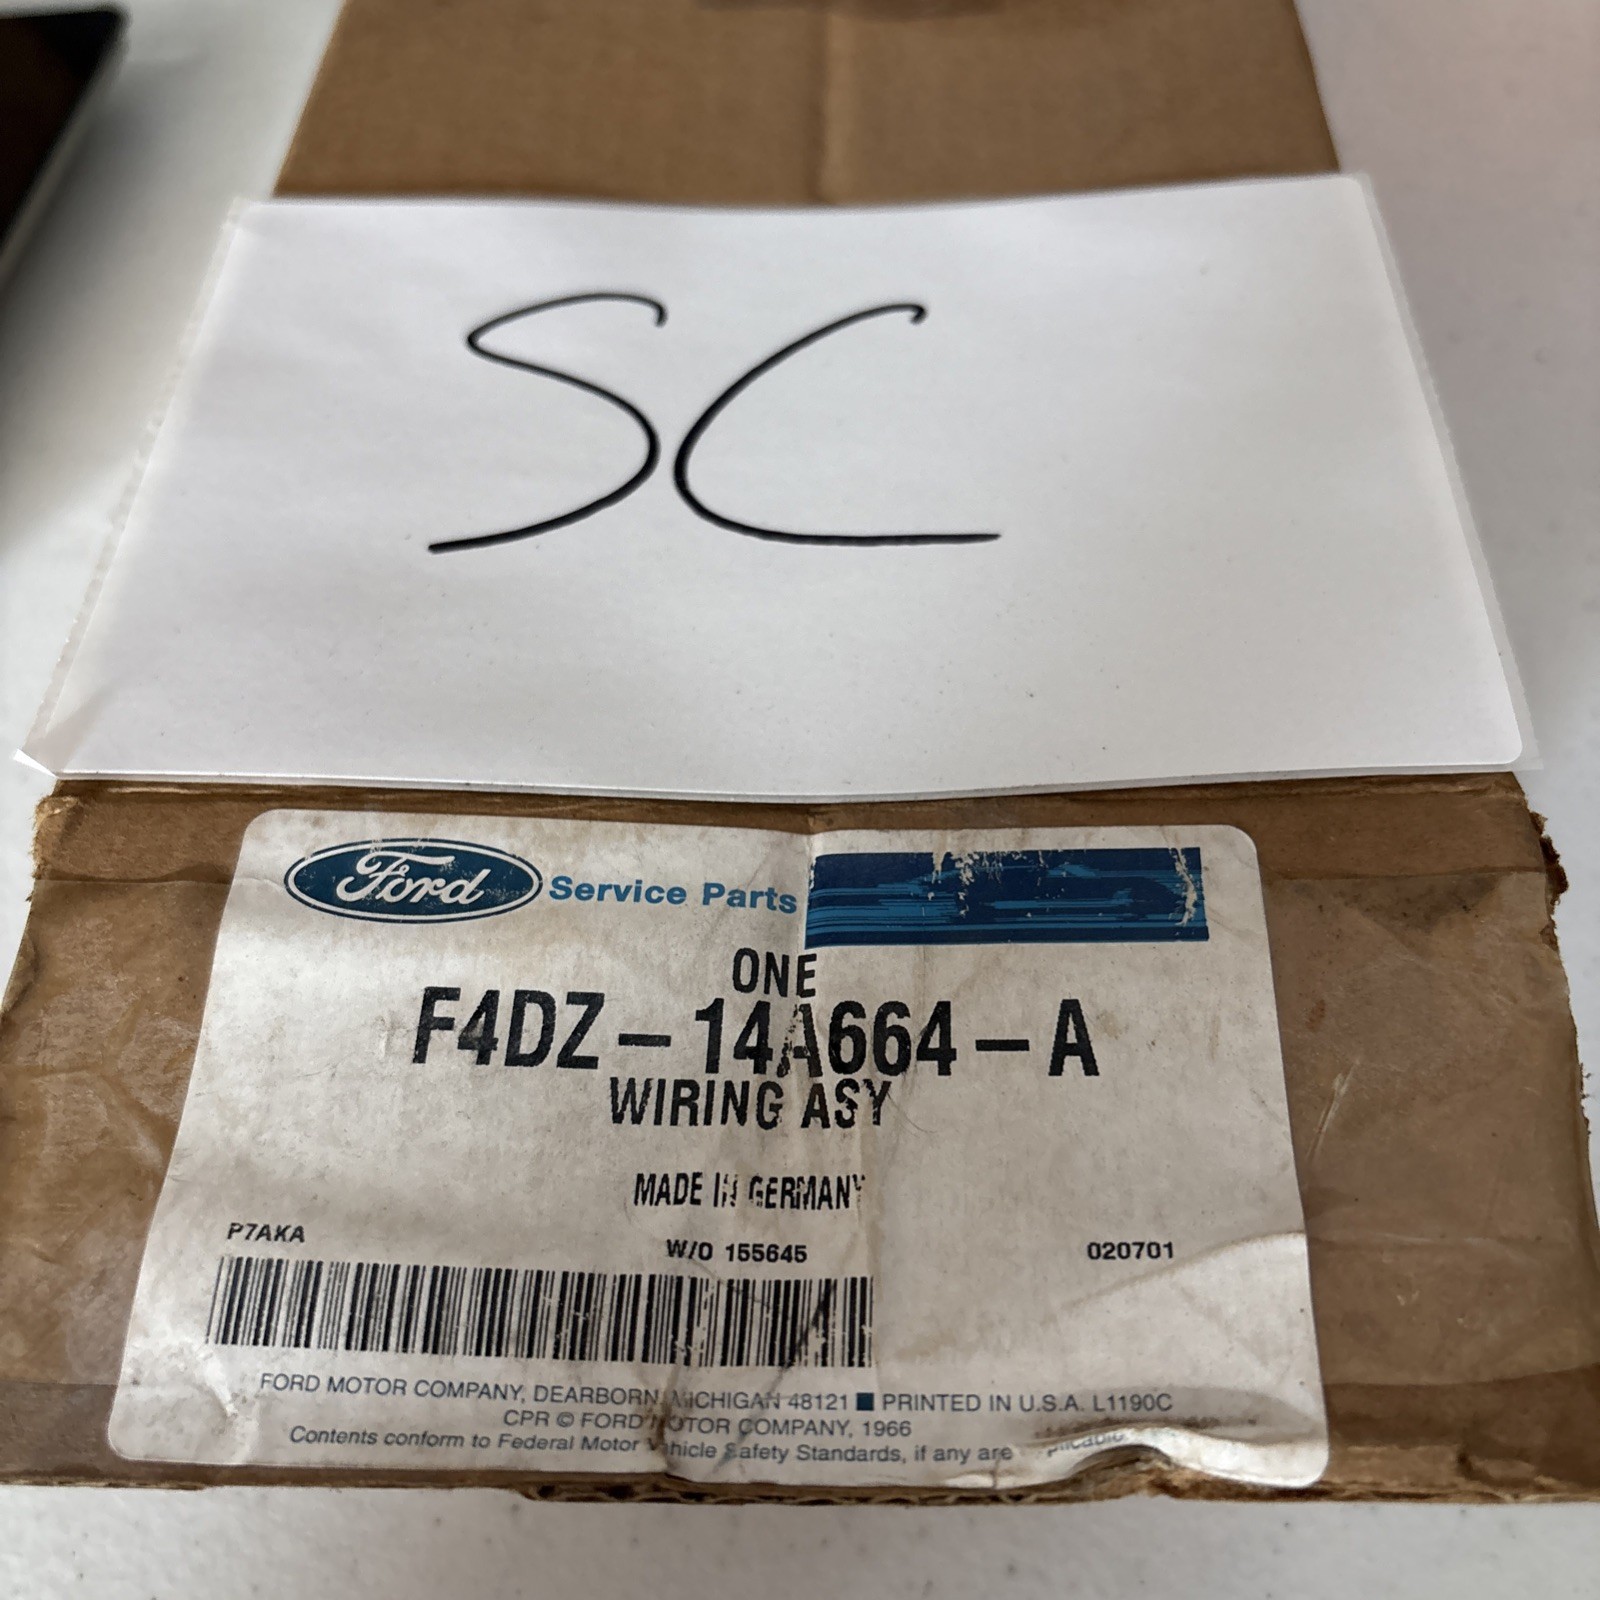 SC
Ford Service Parts
ONE
F4DZ-14A664-A
WIRING ASY
MADE IN GERMANY
P7AKA W/O 155645 020701
FORD MOTOR COMPANY, DEARBORN, MICHIGAN 48121 ■ PRINTED IN U.S.A. L1190C
CPR © FORD MOTOR COMPANY, 1966
Contents conform to Federal Motor Vehicle Safety Standards, if any are